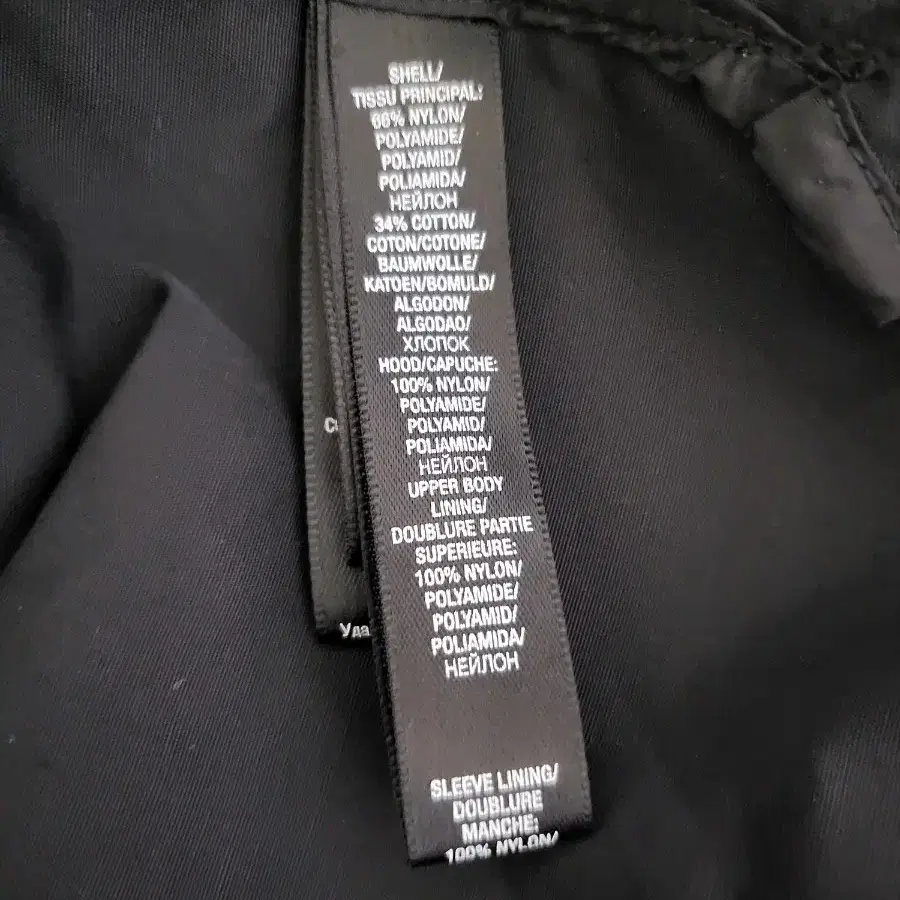 SHELL/
TISSU PRINCIPAL:
66% NYLON/
POLYAMIDE/
POLYAMID/
POLIAMIDA/
НЕЙЛОН
34% COTTON/
COTON/COTONE/
BAUMWOLLE/
KATOEN/BOMULD/
ALGODON/
ALGODAO/
ХЛОПОК
HOOD/CAPUCHE:
100% NYLON/
POLYAMIDE/
POLYAMID/
POLIAMIDA/
НЕЙЛОН
UPPER BODY
LINING/
DOUBLURE PARTIE
SUPERIEURE:
100% NYLON/
POLYAMIDE/
POLYAMID/
POLIAMIDA/
НЕЙЛОН
SLEEVE LINING/
DOUBLURE
MANCHE:
100% NYLON/